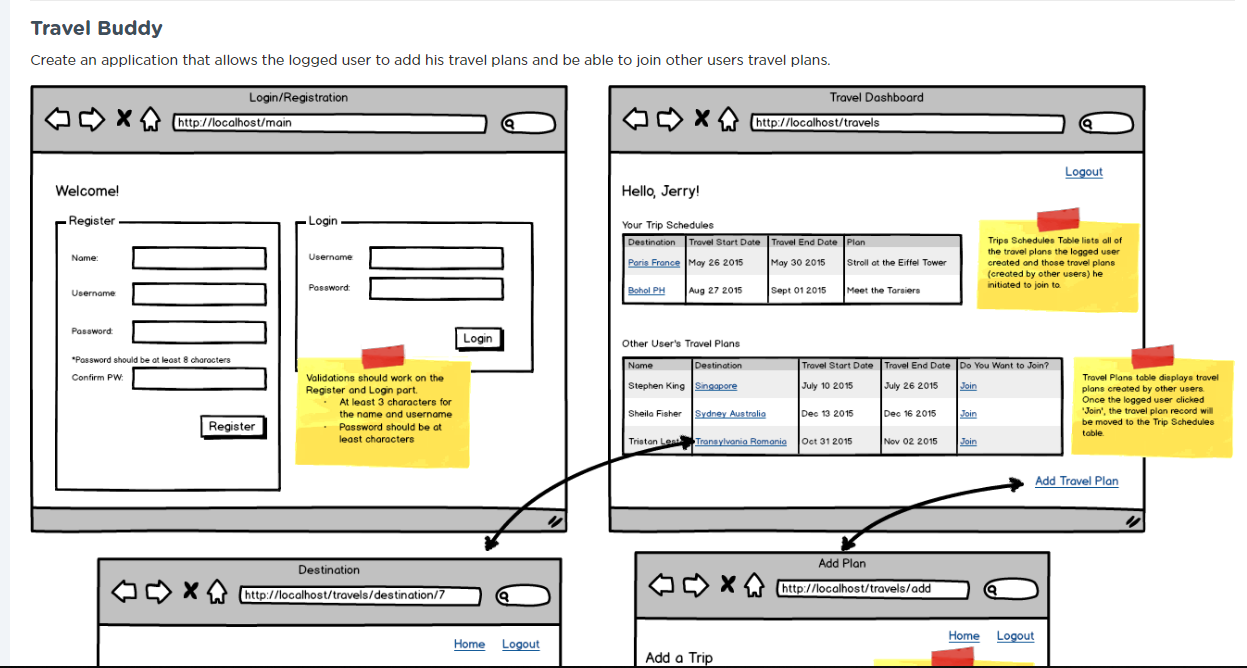 Travel Buddy
Create an application that allows the logged user to add his travel plans and be able to join other users travel plans.
Login/Registration
http://localhost/main
Welcome!
Register
Name:
Username:
Password:
*Password should be at least 8 characters
Confirm PW:
Register
Login
Username:
Password:
Login
Validations should work on the
Register and Login part.
· At least 3 characters for
the name and username
· Password should be at
least characters
Travel Dashboard
http://localhost/travels
Logout
Hello, Jerry!
Your Trip Schedules
Destination Travel Start Date Travel End Date Plan
Paris France May 26 2015 May 30 2015 Stroll at the Eiffel Tower
Bohol PH Aug 27 2015 Sept 01 2015 Meet the Tarsiers
Trips Schedules Table lists all of
the travel plans the logged user
created and those travel plans
(created by other users) he
initiated to join to.
Other User's Travel Plans
Name Destination Travel Start Date Travel End Date Do You Want to Join?
Stephen King Singapore July 10 2015 July 26 2015 Join
Sheila Fisher Sydney Australia Dec 13 2015 Dec 16 2015 Join
Tristan Transylvania Romania Oct 31 2015 Nov 02 2015 Join
Travel Plans table displays travel
plans created by other users.
Once the logged user clicked
'Join', the travel plan record will
be moved to the Trip Schedules
table.
Add Travel Plan
Destination
http://localhost/travels/destination/7
Home Logout
Add Plan
http://localhost/travels/add
Home Logout
Add a Trip